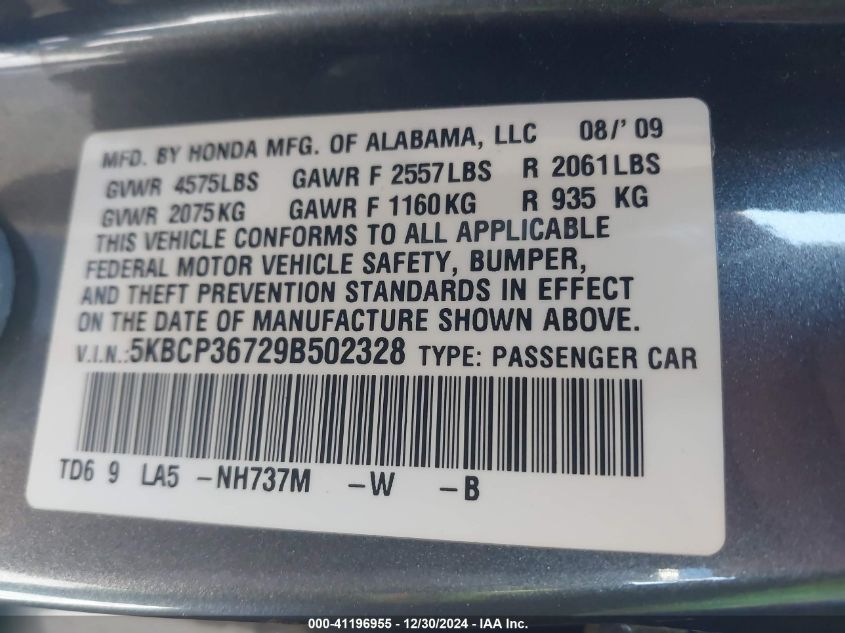 MFD. BY HONDA MFG. OF ALABAMA, LLC 08/' 09
GVWR 4575LBS GAWR F 2557LBS R 2061LBS
GVWR 2075KG GAWR F 1160KG R 935 KG
THIS VEHICLE CONFORMS TO ALL APPLICABLE
FEDERAL MOTOR VEHICLE SAFETY, BUMPER,
AND THEFT PREVENTION STANDARDS IN EFFECT
ON THE DATE OF MANUFACTURE SHOWN ABOVE.
V.I.N.:5KBCP36729B502328 TYPE: PASSENGER CAR
TD6 9 LA5 -NH737M -W -B
000-41196955 - 12/30/2024 - IAA Inc.